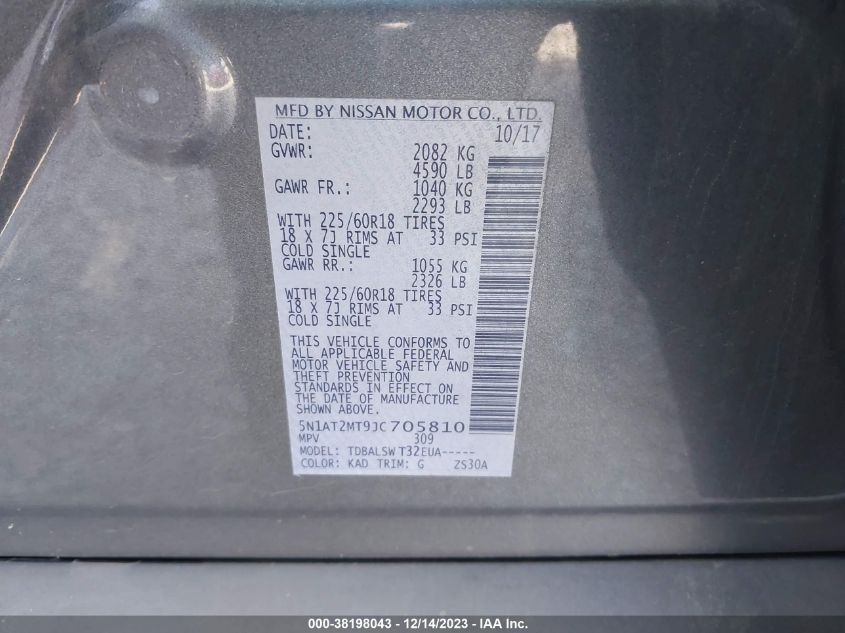 MFD BY NISSAN MOTOR CO., LTD.
DATE: 10/17
GVWR: 2082 KG
4590 LB
GAWR FR.: 1040 KG
2293 LB
WITH 225/60R18 TIRES
18 X 7J RIMS AT 33 PSI
COLD SINGLE
GAWR RR.: 1055 KG
2326 LB
WITH 225/60R18 TIRES
18 X 7J RIMS AT 33 PSI
COLD SINGLE
THIS VEHICLE CONFORMS TO
ALL APPLICABLE FEDERAL
MOTOR VEHICLE SAFETY AND
THEFT PREVENTION
STANDARDS IN EFFECT ON
THE DATE OF MANUFACTURE
SHOWN ABOVE.
5N1AT2MT9JC705810
MPV 309
MODEL: TDBALSW T32EUA-----
COLOR: KAD TRIM: G ZS30A
000-38198043 - 12/14/2023 - IAA Inc.